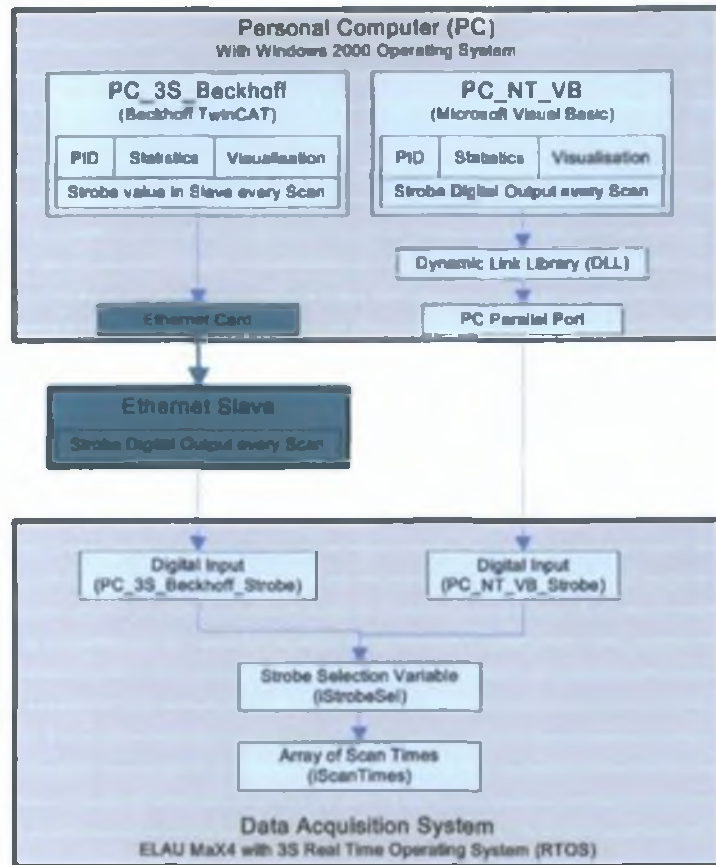 Personal Computer (PC)
With Windows 2000 Operating System
PC_3S_Beckhoff
(Beckhoff TwinCAT)
PID Statistics Visualisation
Strobe value in Slave every Scan
PC_NT_VB
(Microsoft Visual Basic)
PID Statistics Visualisation
Strobe Digital Output every Scan
Dynamic Link Library (DLL)
Ethernet Card
PC Parallel Port
Ethernet Slave
Strobe Digital Output every Scan
Digital Input
(PC_3S_Beckhoff_Strobe)
Digital Input
(PC_NT_VB_Strobe)
Strobe Selection Variable
(iStrobeSel)
Array of Scan Times
(iScanTimes)
Data Acquisition System
ELAU MaX4 with 3S Real Time Operating System (RTOS)